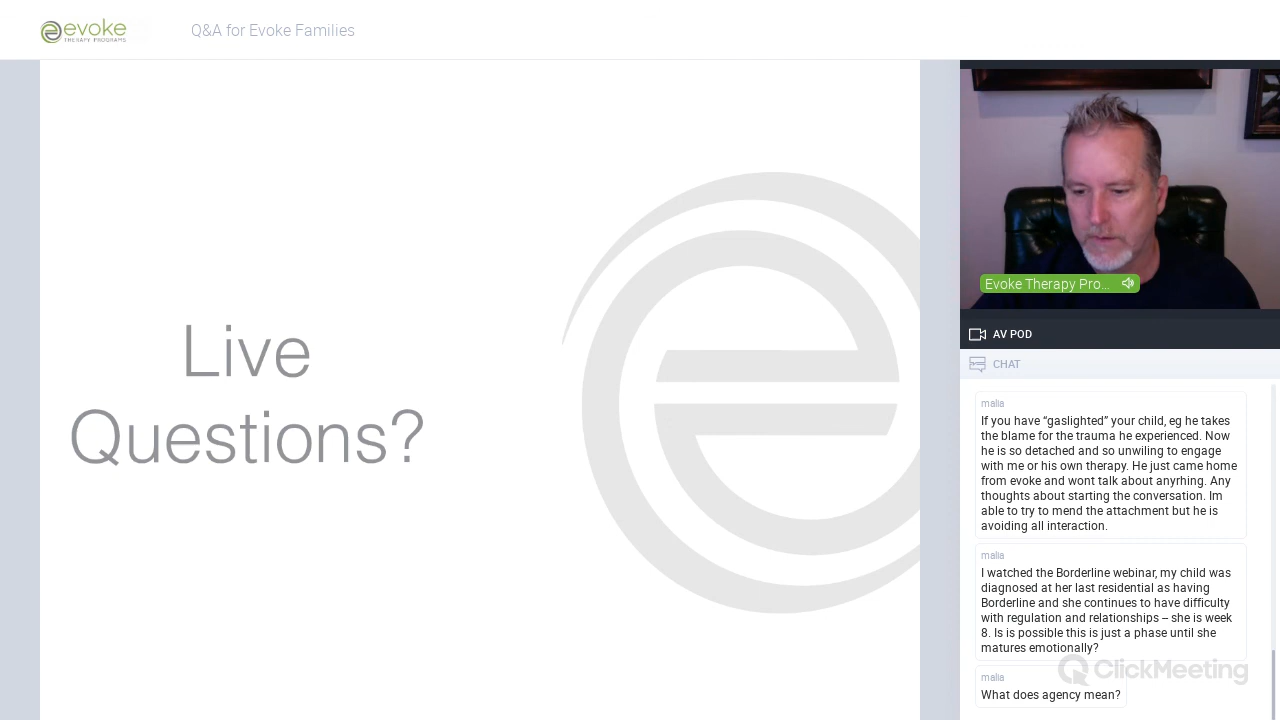 evoke
THERAPY PROGRAMS
Q&A for Evoke Families
Live
Questions?
Evoke Therapy Pro...
AV POD
CHAT
malia
If you have “gaslighted” your child, eg he takes
the blame for the trauma he experienced. Now
he is so detached and so unwiling to engage
with me or his own therapy. He just came home
from evoke and wont talk about anyrhing. Any
thoughts about starting the conversation. Im
able to try to mend the attachment but he is
avoiding all interaction.
malia
I watched the Borderline webinar, my child was
diagnosed at her last residential as having
Borderline and she continues to have difficulty
with regulation and relationships – she is week
8. Is is possible this is just a phase until she
matures emotionally?
ClickMeeting
malia
What does agency mean?